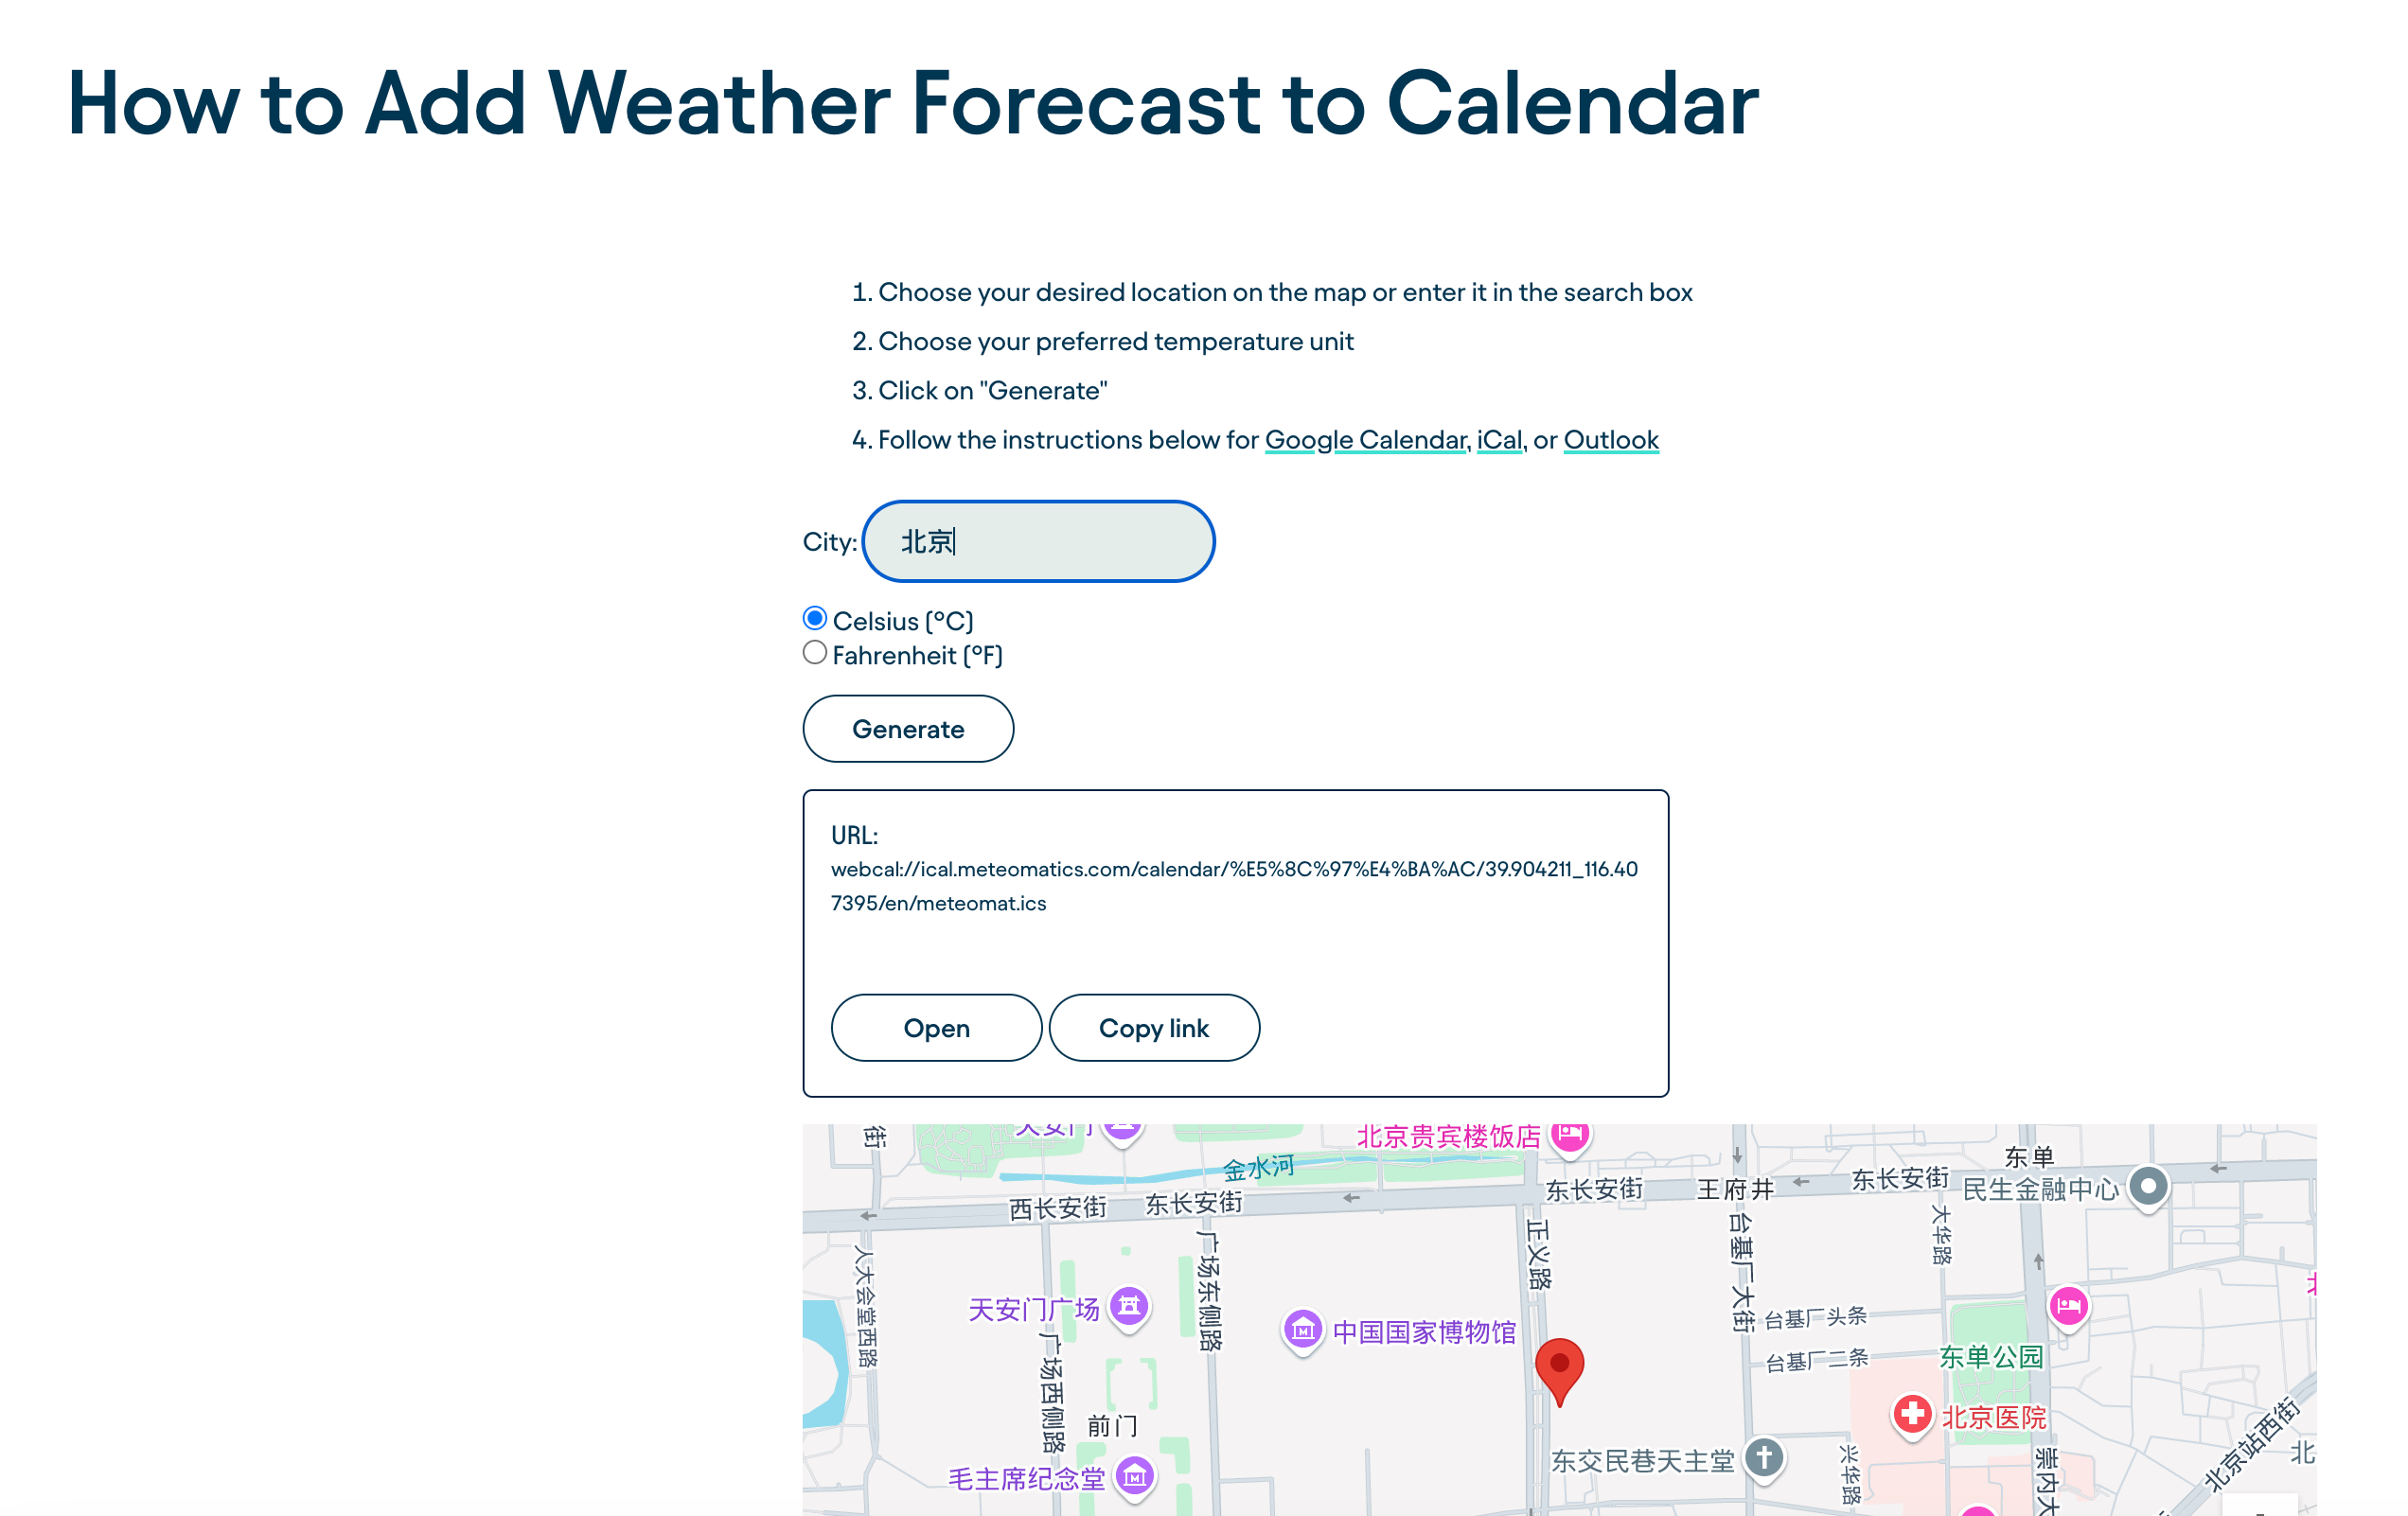 How to Add Weather Forecast to Calendar
1. Choose your desired location on the map or enter it in the search box
2. Choose your preferred temperature unit
3. Click on "Generate"
4. Follow the instructions below for Google Calendar, iCal, or Outlook
City: 北京
Celsius (°C)
Fahrenheit (°F)
Generate
URL:
webcal://ical.meteomatics.com/calendar/%E5%8C%97%E4%BA%AC/39.904211_116.40
7395/en/meteomat.ics
Open
Copy link
街
天安门
北京贵宾楼饭店
金水河
东单
西长安街
东长安街
东长安街
王府井
东长安街
民生金融中心
人大会堂西路
广场东侧路
正义路
台基厂大街
大华路
天安门广场
中国国家博物馆
台基厂头条
台基厂二条
东单公园
广场西侧路
前门
北京医院
毛主席纪念堂
东交民巷天主堂
兴华路
崇内大
北京站西街
北